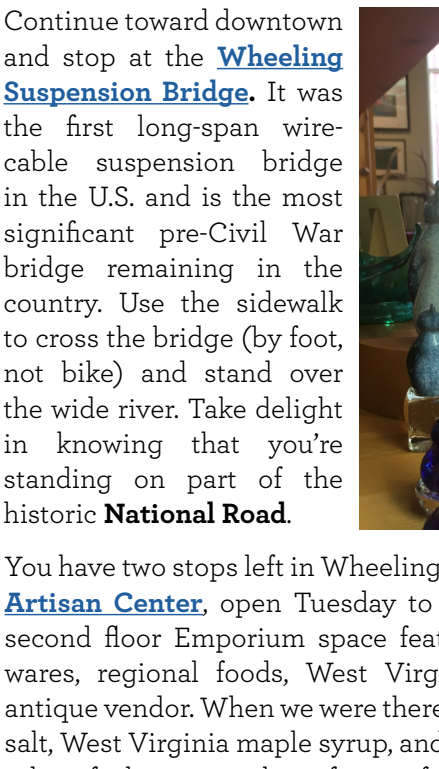 Continue toward downtown
and stop at the Wheeling
Suspension Bridge. It was
the first long-span wire-
cable suspension bridge
in the U.S. and is the most
significant pre-Civil War
bridge remaining in the
country. Use the sidewalk
to cross the bridge (by foot,
not bike) and stand over
the wide river. Take delight
in knowing that you're
standing on part of the
historic National Road.
You have two stops left in Wheeling
Artisan Center, open Tuesday to
second floor Emporium space
wares, regional foods, West
antique vendor. When we were there
salt, West Virginia maple syrup, and